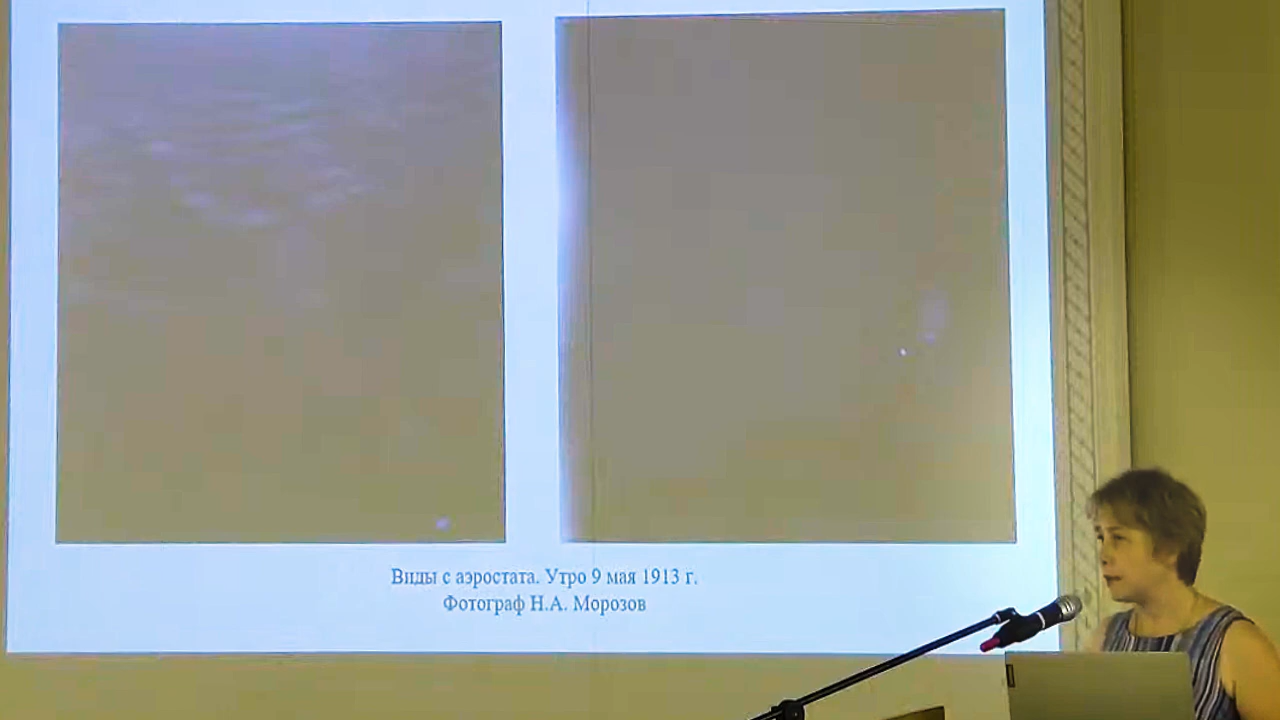 Виды с аэростата. Утро 9 мая 1913 г.
Фотограф Н.А. Морозов